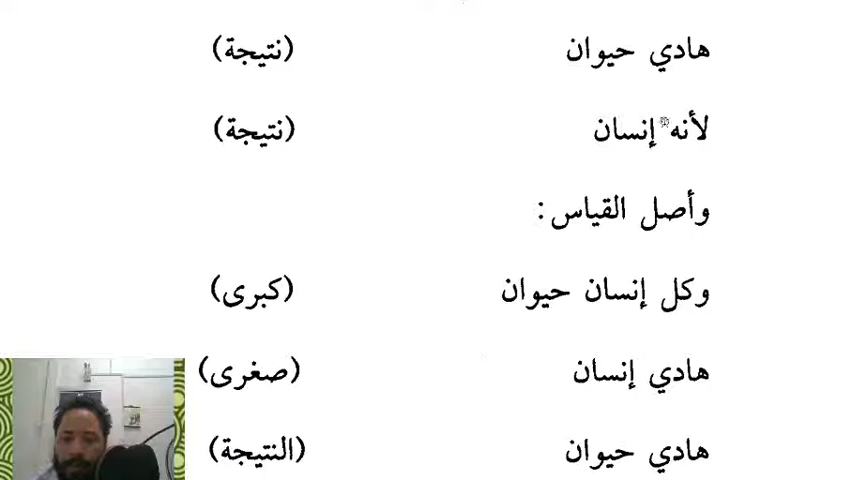 هادي حيوان (نتيجة)
لأنه إنسان (نتيجة)
وأصل القياس:
وكل إنسان حيوان (كبرى)
هادي إنسان (صغرى)
هادي حيوان (النتيجة)